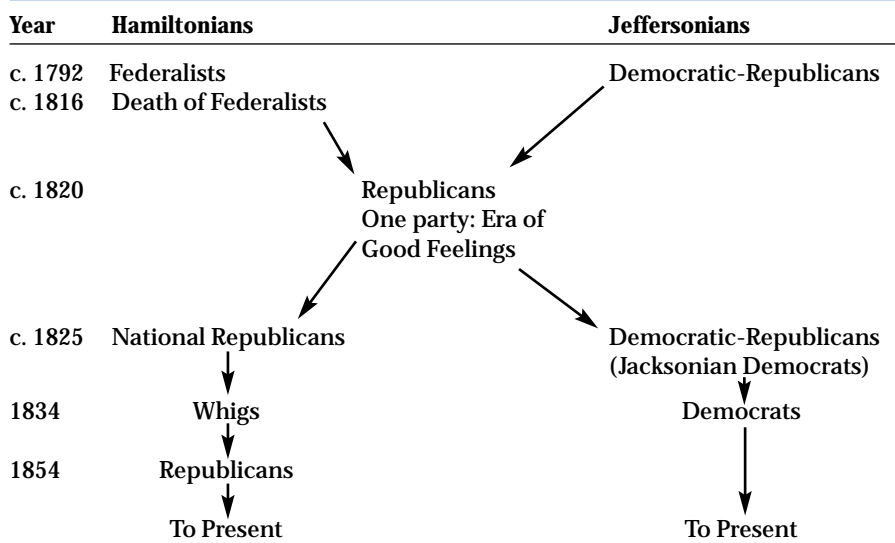 Year Hamiltonians Jeffersonians
c. 1792 Federalists Democratic-Republicans
c. 1816 Death of Federalists
c. 1820 Republicans
One party: Era of
Good Feelings
c. 1825 National Republicans Democratic-Republicans
(Jacksonian Democrats)
1834 Whigs Democrats
1854 Republicans
To Present To Present